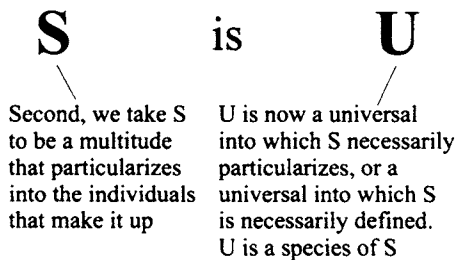 S is U
Second, we take S
to be a multitude
that particularizes
into the individuals
that make it up
U is now a universal
into which S necessarily
particularizes, or a
universal into which S
is necessarily defined.
U is a species of S